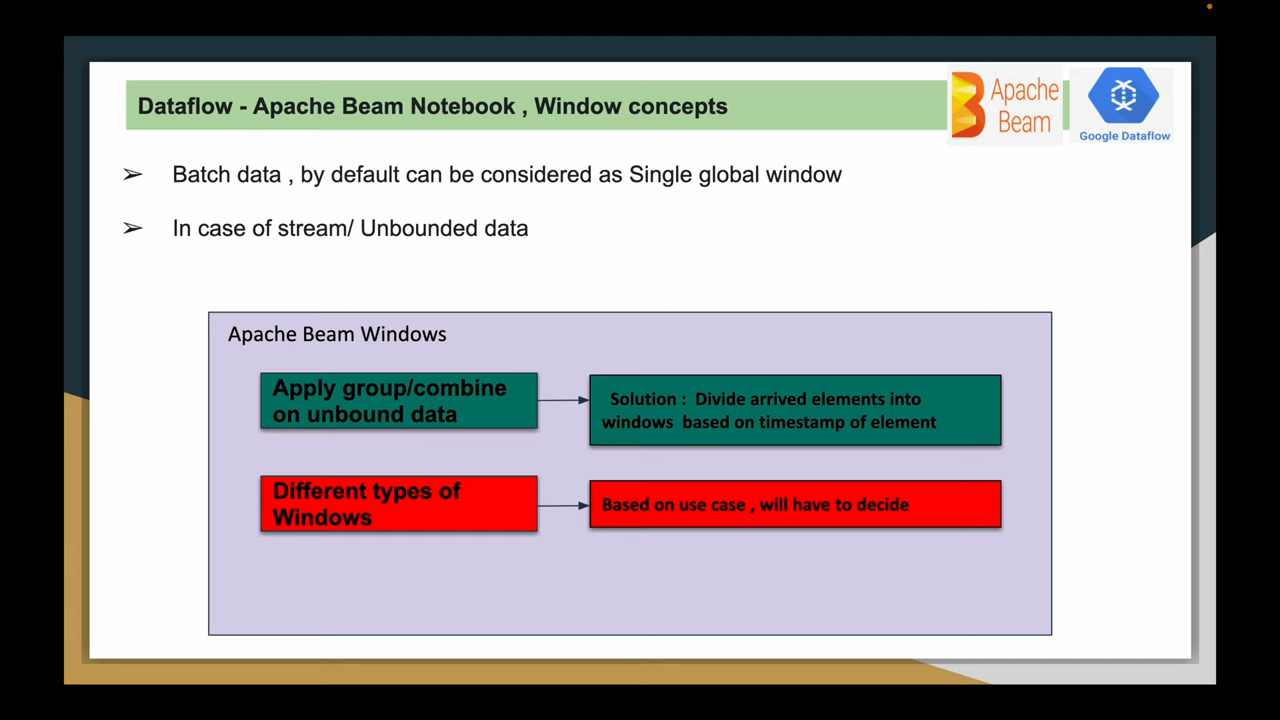 Dataflow - Apache Beam Notebook , Window concepts
Apache
Beam
Google Dataflow
➢ Batch data , by default can be considered as Single global window
➢ In case of stream/ Unbounded data
Apache Beam Windows
Apply group/combine
on unbound data
Solution : Divide arrived elements into
windows based on timestamp of element
Different types of
Windows
Based on use case , will have to decide